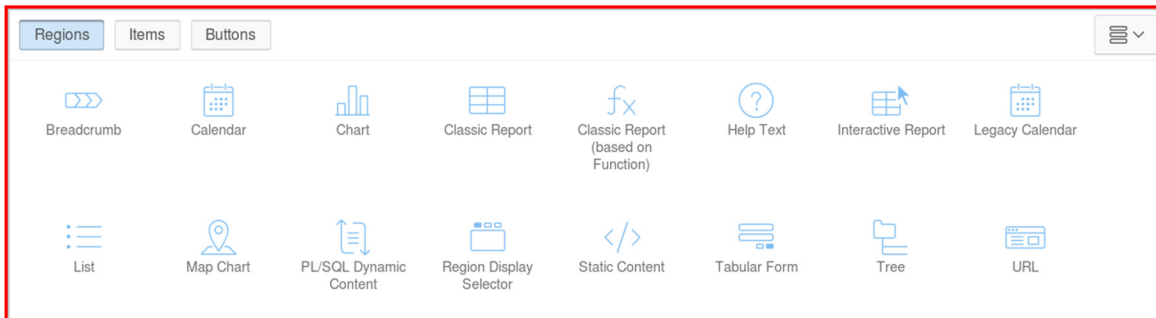 Regions Items Buttons
Breadcrumb Calendar Chart Classic Report Classic Report Help Text Interactive Report Legacy Calendar
(based on
Function)
List Map Chart PL/SQL Dynamic Region Display Static Content Tabular Form Tree URL
Content Selector